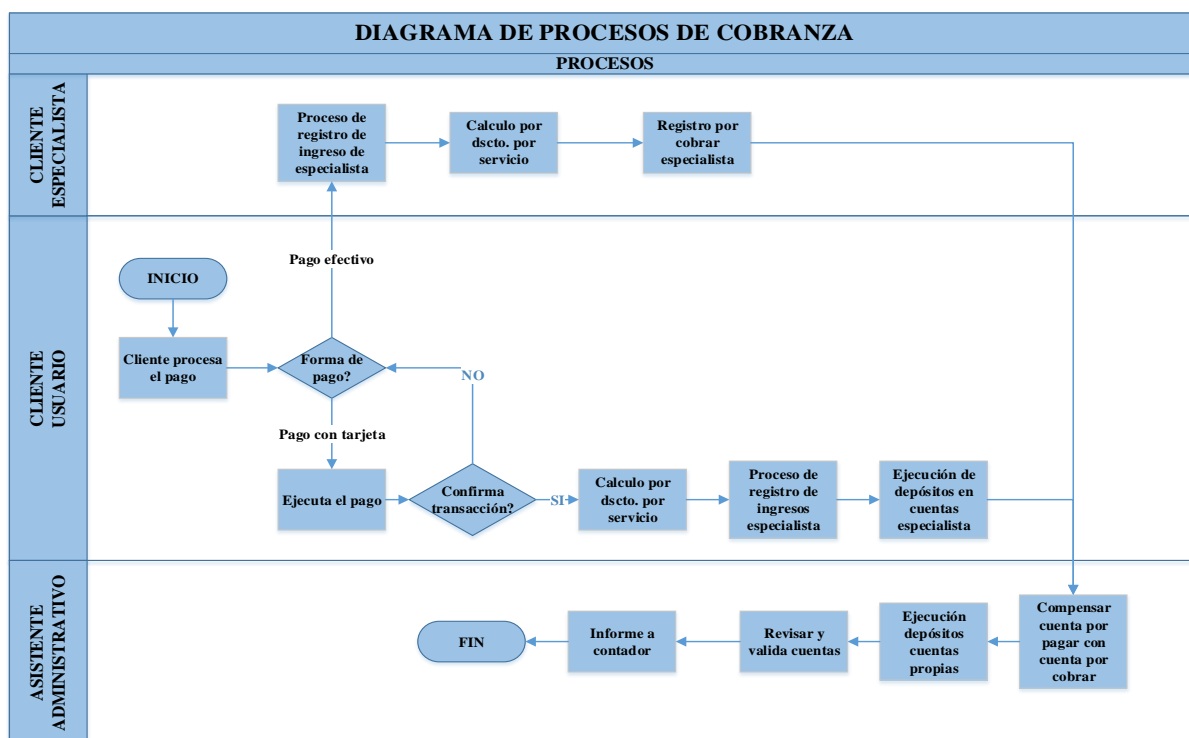 DIAGRAMA DE PROCESOS DE COBRANZA
PROCESOS
CLIENTE
ESPECIALISTA
Proceso de
registro de
ingreso de
especialista
Calculo por
dscto. por
servicio
Registro por
cobrar
especialista
CLIENTE
USUARIO
Pago efectivo
INICIO
Cliente procesa
el pago
Forma de
pago?
NO
Pago con tarjeta
Ejecuta el pago
Confirma
transacción?
SI
Calculo por
dscto. por
servicio
Proceso de
registro de
ingresos
especialista
Ejecución de
depósitos en
cuentas
especialista
ASISTENTE
ADMINISTRATIVO
FIN
Informe a
contador
Revisar y
valida cuentas
Ejecución
depósitos
cuentas
propias
Compensar
cuenta por
pagar con
cuenta por
cobrar